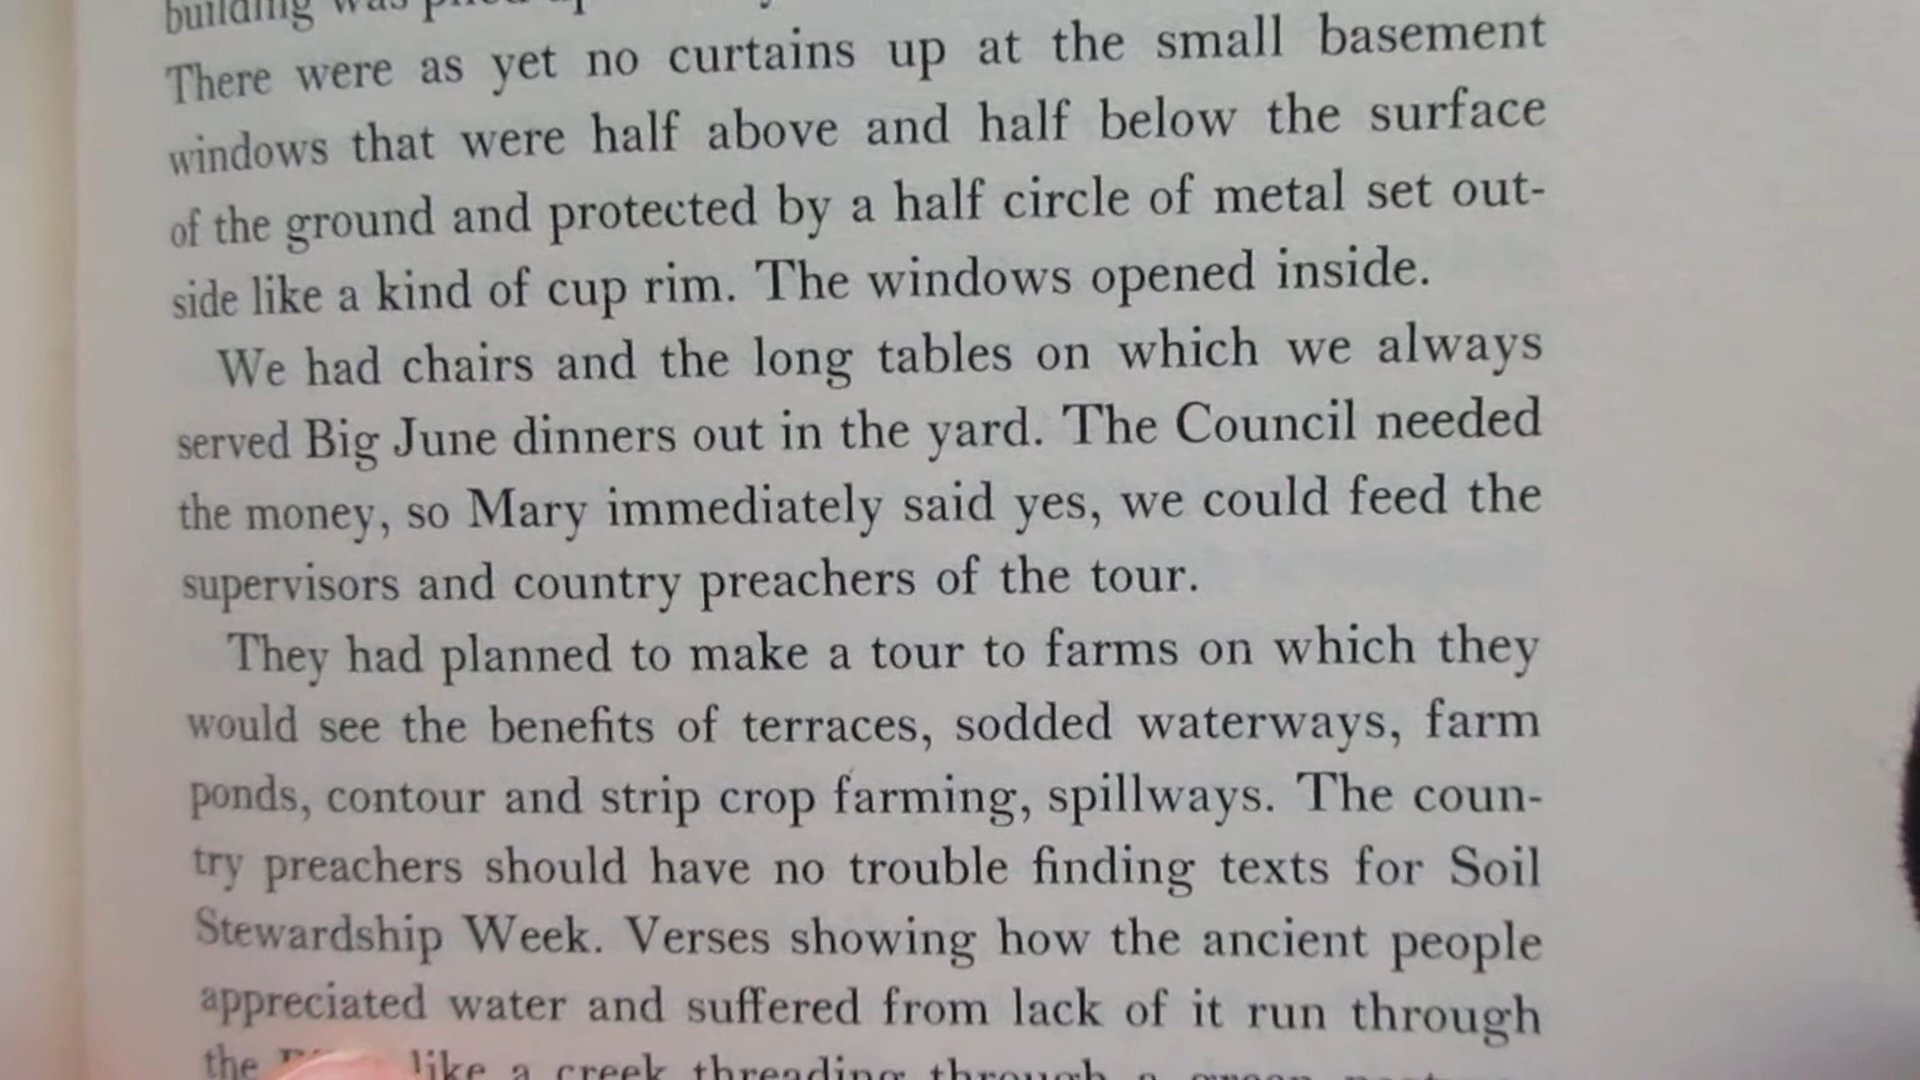 building was
There were as yet no curtains up at the small basement
windows that were half above and half below the surface
of the ground and protected by a half circle of metal set out-
side like a kind of cup rim. The windows opened inside.
We had chairs and the long tables on which we always
served Big June dinners out in the yard. The Council needed
the money, so Mary immediately said yes, we could feed the
supervisors and country preachers of the tour.
They had planned to make a tour to farms on which they
would see the benefits of terraces, sodded waterways, farm
ponds, contour and strip crop farming, spillways. The coun-
try preachers should have no trouble finding texts for Soil
Stewardship Week. Verses showing how the ancient people
appreciated water and suffered from lack of it run through
the like a creek threading through a green